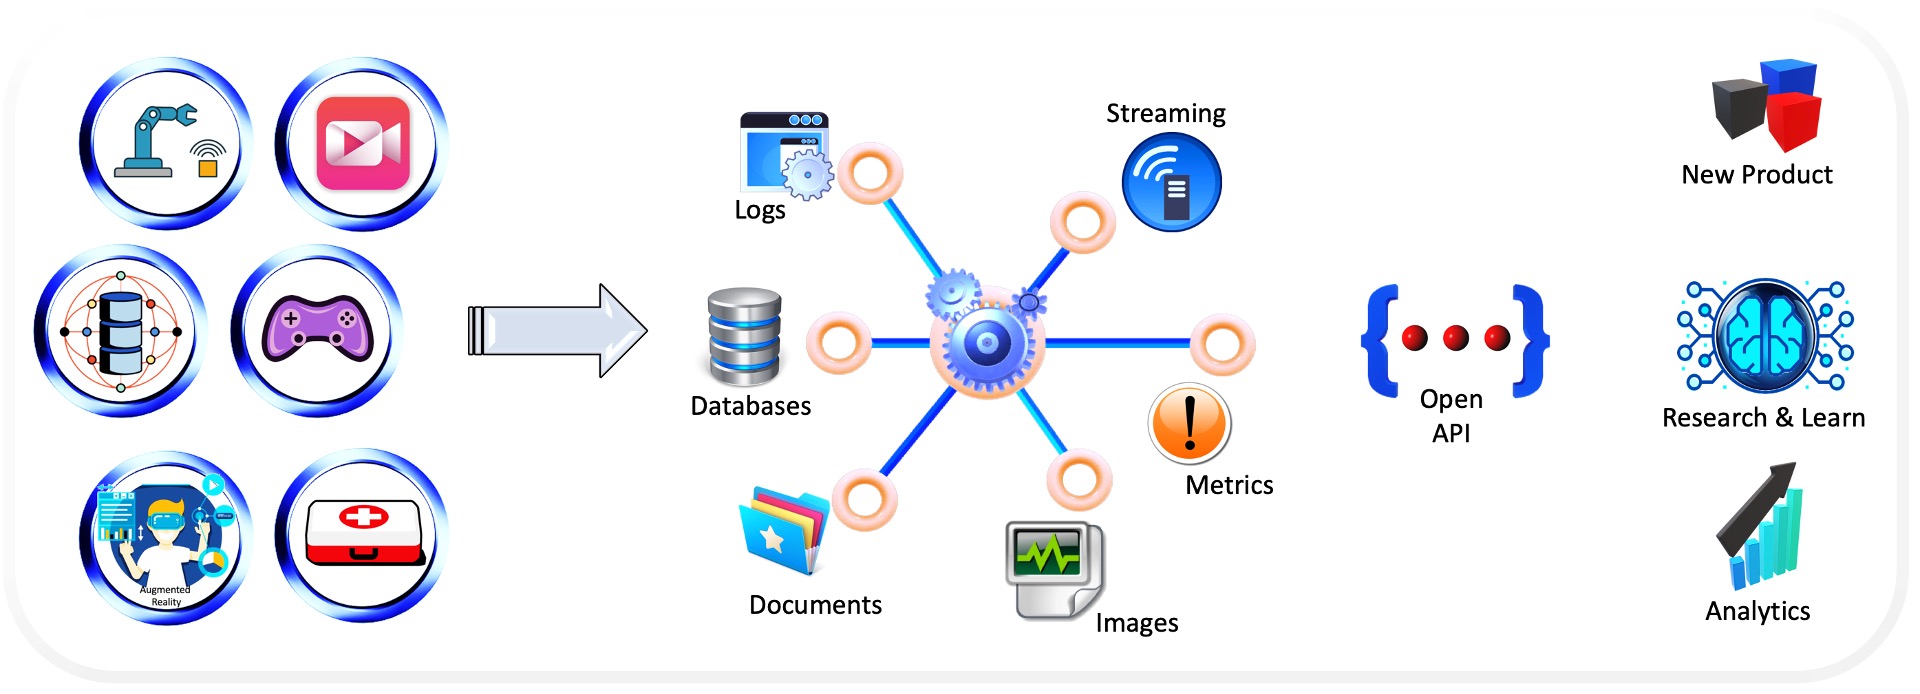 Streaming
Logs
New Product
Databases
Open
API
Research & Learn
Metrics
Augmented
Reality
Documents
Images
Analytics